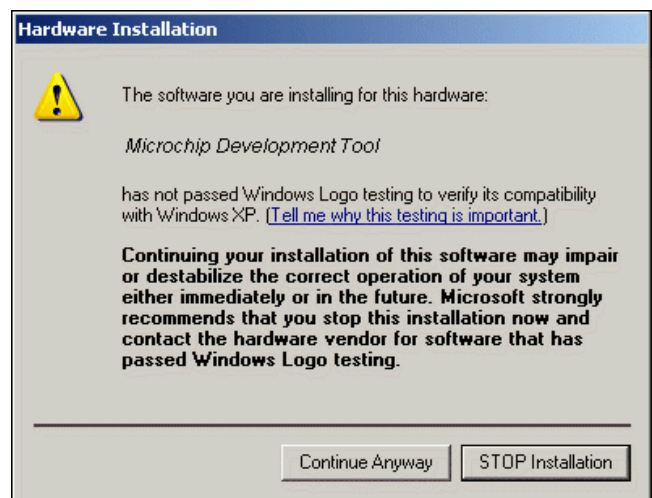 Hardware Installation
The software you are installing for this hardware:
Microchip Development Tool
has not passed Windows Logo testing to verify its compatibility
with Windows XP. (Tell me why this testing is important.)
Continuing your installation of this software may impair
or destabilize the correct operation of your system
either immediately or in the future. Microsoft strongly
recommends that you stop this installation now and
contact the hardware vendor for software that has
passed Windows Logo testing.
Continue Anyway
STOP Installation